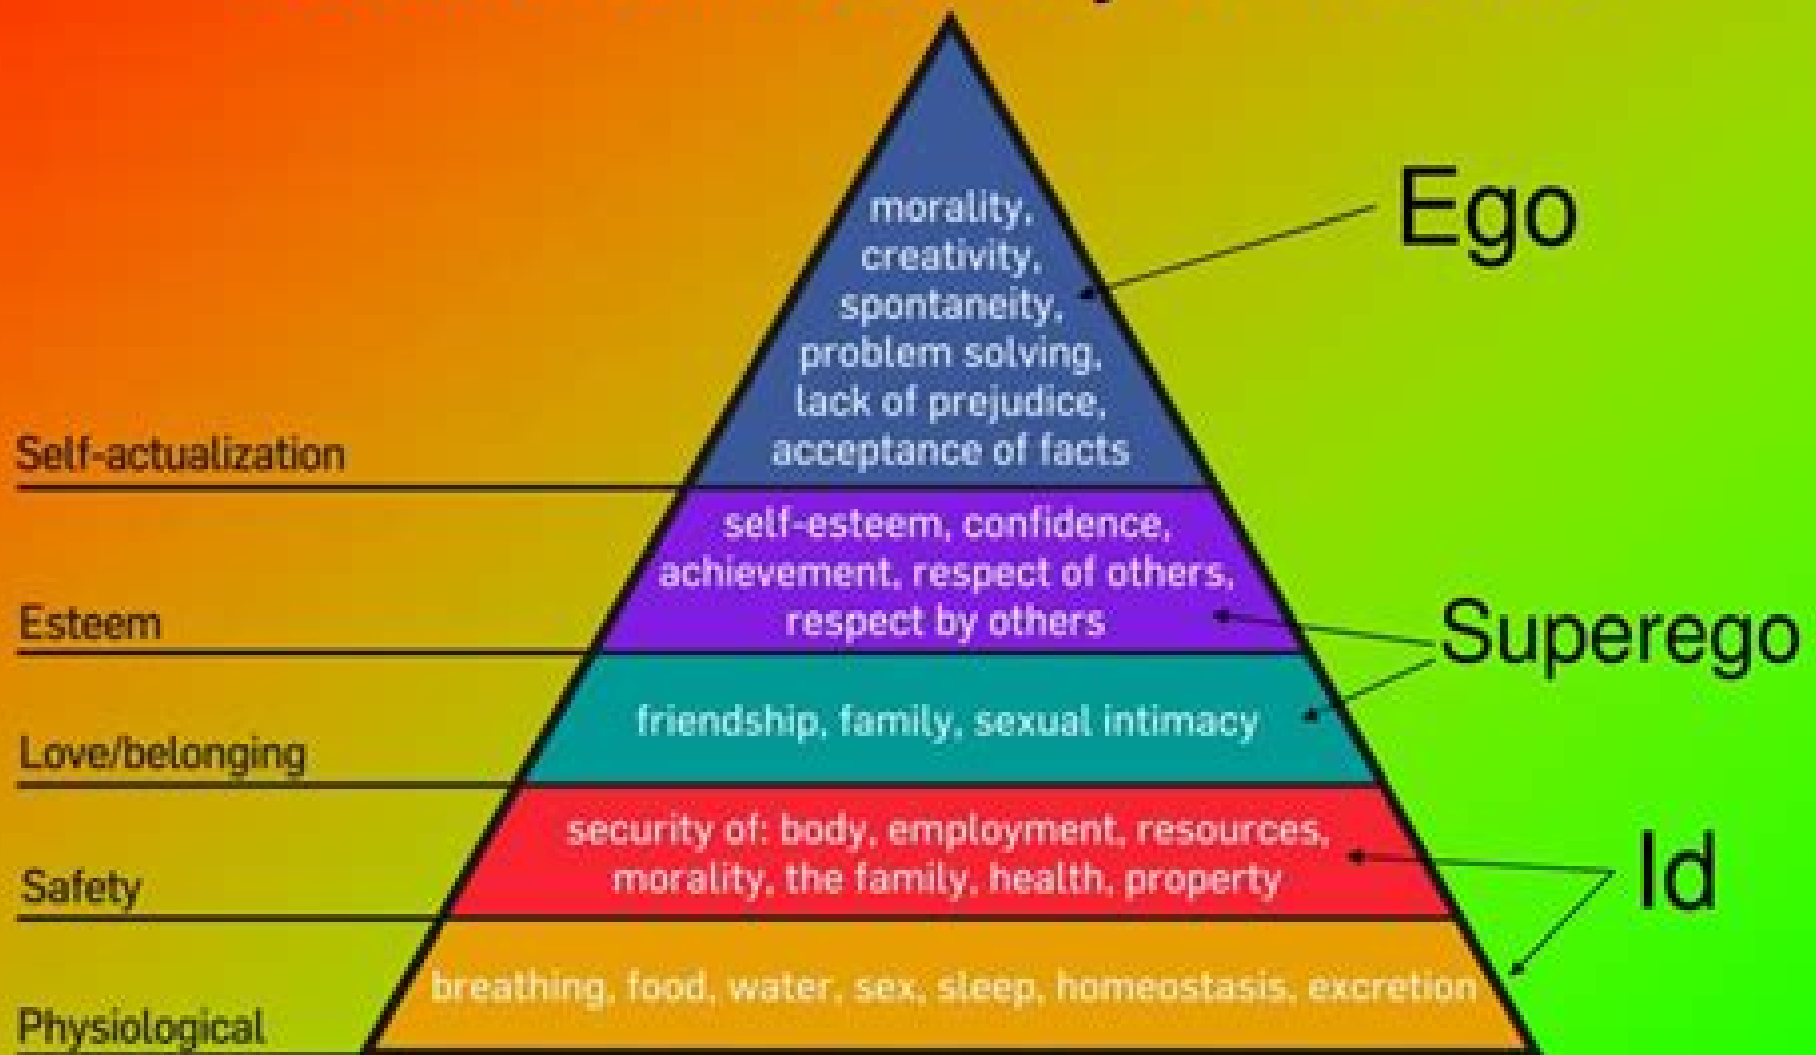 morality,
creativity,
spontaneity,
problem solving,
lack of prejudice,
acceptance of facts
Ego
Self-actualization
self-esteem, confidence,
achievement, respect of others,
respect by others
Esteem
Superego
friendship, family, sexual intimacy
Love/belonging
security of: body, employment, resources,
morality, the family, health, property
Safety
Id
breathing, food, water, sex, sleep, homeostasis, excretion
Physiological